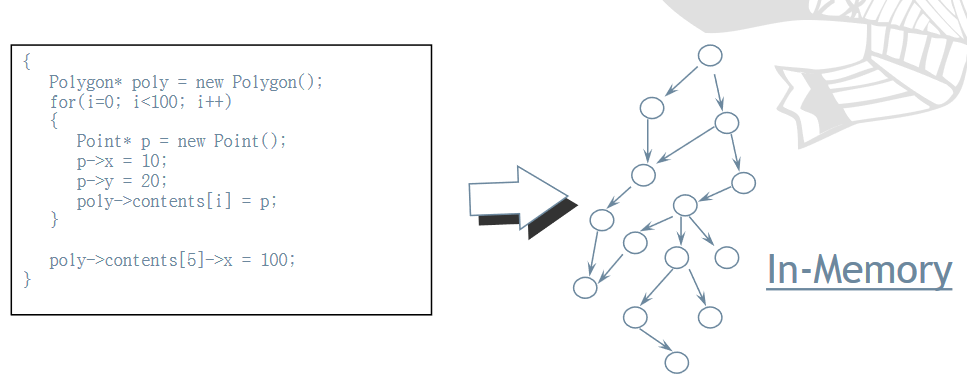 {
Polygon* poly = new Polygon();
for(i=0; i<100; i++)
{
Point* p = new Point();
p->x = 10;
p->y = 20;
poly->contents[i] = p;
}
poly->contents[5]->x = 100;
}
In-Memory